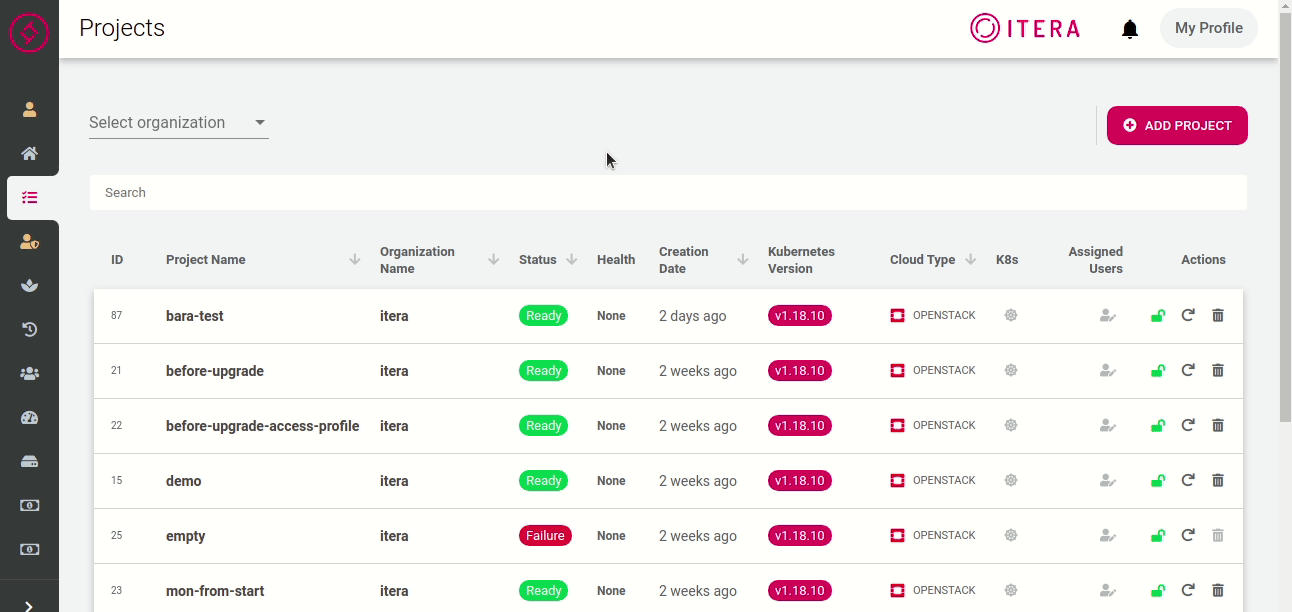 Projects
ITERA
My Profile
Select organization
ADD PROJECT
Search
ID Project Name Organization Name Status Health Creation Date Kubernetes Version Cloud Type K8s Assigned Users Actions
87 bara-test itera Ready None 2 days ago v1.18.10 OPENSTACK
21 before-upgrade itera Ready None 2 weeks ago v1.18.10 OPENSTACK
22 before-upgrade-access-profile itera Ready None 2 weeks ago v1.18.10 OPENSTACK
15 demo itera Ready None 2 weeks ago v1.18.10 OPENSTACK
25 empty itera Failure None 2 weeks ago v1.18.10 OPENSTACK
23 mon-from-start itera Ready None 2 weeks ago v1.18.10 OPENSTACK